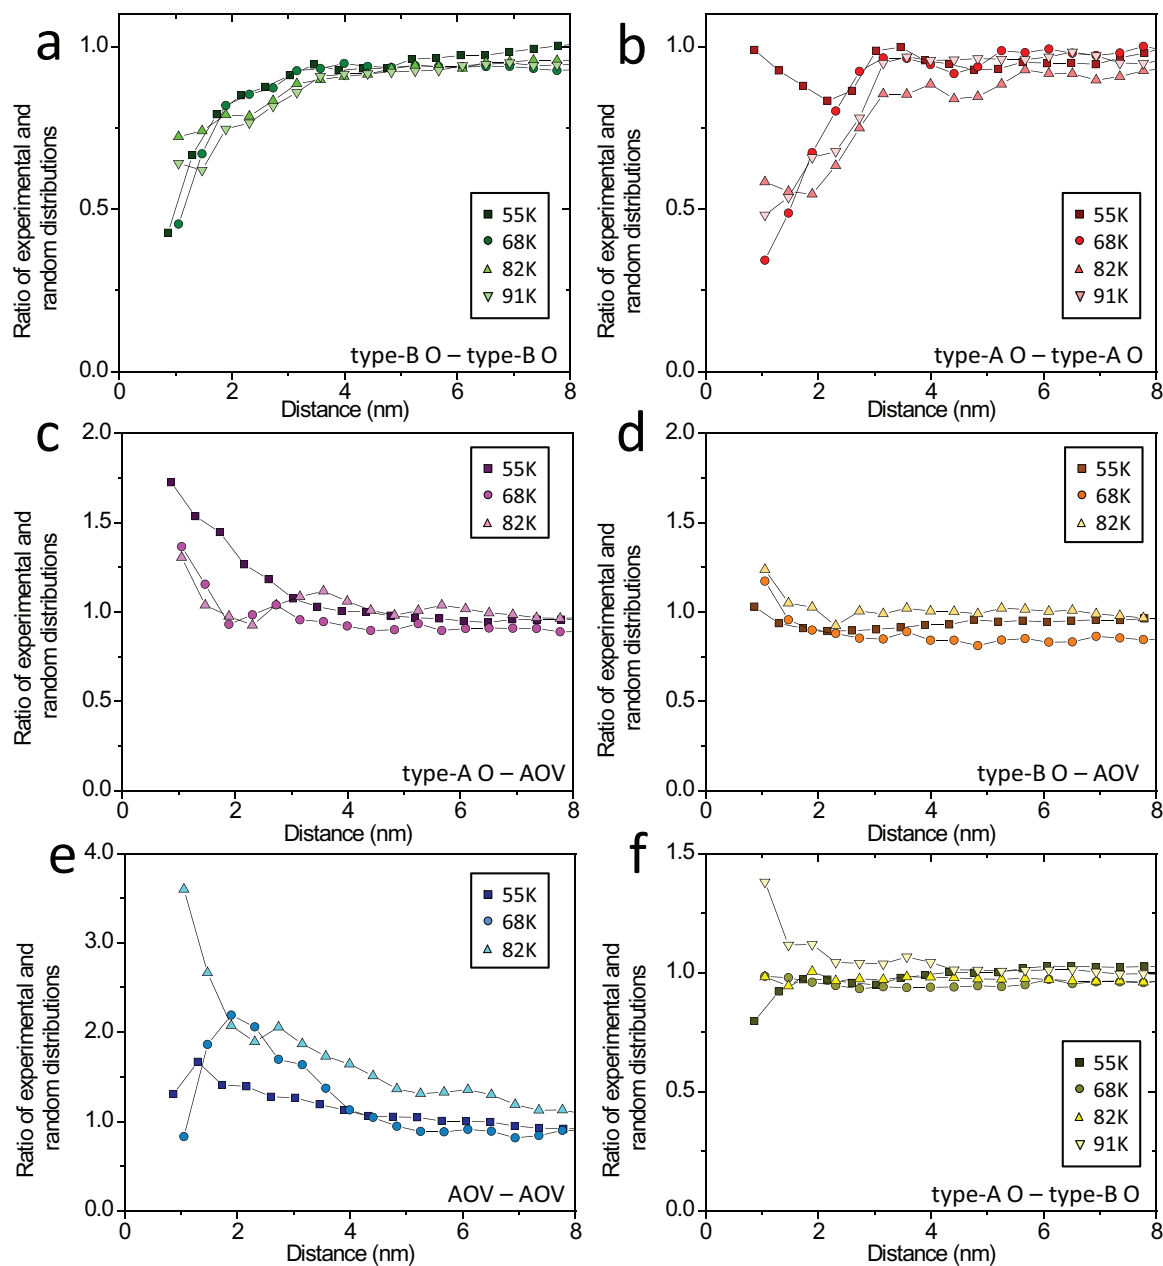 a
Ratio of experimental and
random distributions
1.0
0.5
0.0
55K
68K
82K
91K
type-B O – type-B O
0 2 4 6 8
Distance (nm)
b
Ratio of experimental and
random distributions
1.0
0.5
0.0
55K
68K
82K
91K
type-A O – type-A O
0 2 4 6 8
Distance (nm)
c
Ratio of experimental and
random distributions
2.0
1.5
1.0
0.5
0.0
55K
68K
82K
type-A O – AOV
0 2 4 6 8
Distance (nm)
d
Ratio of experimental and
random distributions
2.0
1.5
1.0
0.5
0.0
55K
68K
82K
type-B O – AOV
0 2 4 6 8
Distance (nm)
e
Ratio of experimental and
random distributions
4.0
3.0
2.0
1.0
0.0
55K
68K
82K
AOV – AOV
0 2 4 6 8
Distance (nm)
f
Ratio of experimental and
random distributions
1.5
1.0
0.5
0.0
55K
68K
82K
91K
type-A O – type-B O
0 2 4 6 8
Distance (nm)